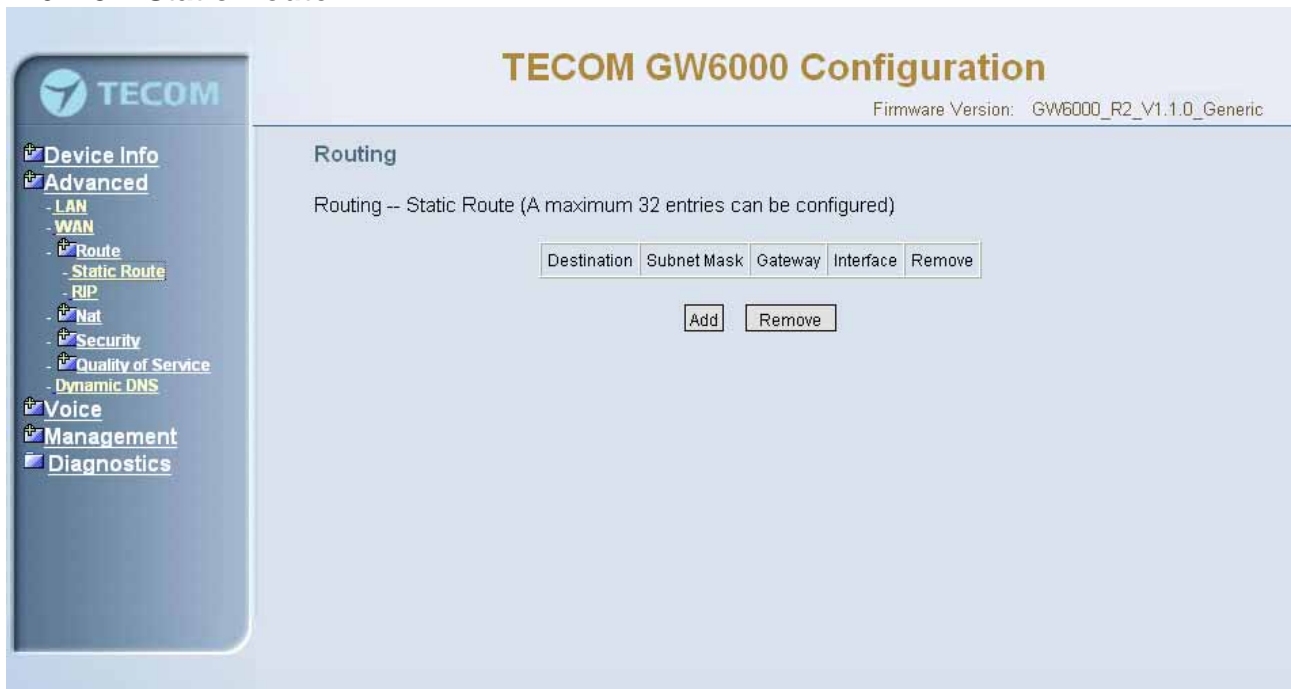 TECOM
TECOM GW6000 Configuration
Firmware Version: GW6000_R2_V1.1.0_Generic
Device Info
Advanced
- LAN
- WAN
- Route
- Static Route
- RIP
- Nat
- Security
- Quality of Service
- Dynamic DNS
Voice
Management
Diagnostics
Routing
Routing -- Static Route (A maximum 32 entries can be configured)
Destination Subnet Mask Gateway Interface Remove
Add Remove